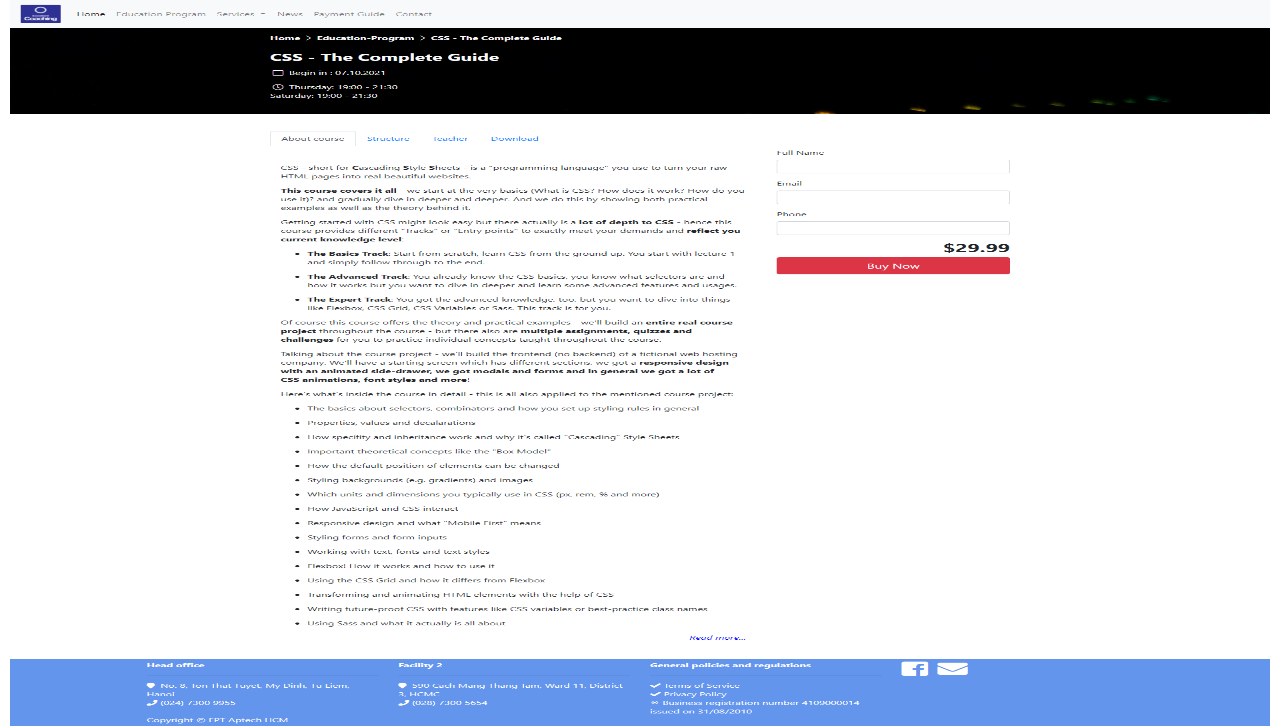 Coaching
Home Education Program Services News Payment Guide Contact
Home > Education-Program > CSS - The Complete Guide
CSS - The Complete Guide
Begin in : 07.10.2021
Thursday: 19:00 - 21:30
Saturday: 19:00 - 21:30
About course Structure Teacher Download
CSS - short for Cascading Style Sheets - is a "programming language" you use to turn your raw
HTML pages into real beautiful websites.
This course covers it all - we start at the very basics (What is CSS? How does it work? How do you
use it)? and gradually dive in deeper and deeper. And we do this by showing both practical
examples as well as the theory behind it.
Getting started with CSS might look easy but there actually is a lot of depth to CSS - hence this
course provides different "Tracks" or "Entry points" to exactly meet your demands and reflect you
current knowledge level:
• The Basics Track: Start from scratch, learn CSS from the ground up. You start with lecture 1
and simply follow through to the end.
• The Advanced Track: You already know the CSS basics, you know what selectors are and
how it works but you want to dive in deeper and learn some advanced features and usages.
• The Expert Track: You got the advanced knowledge, too, but you want to dive into things
like Flexbox, CSS Grid, CSS Variables or Sass. This track is for you.
Of course this course offers the theory and practical examples - we'll build an entire real course
project throughout the course - but there also are multiple assignments, quizzes and
challenges for you to practice individual concepts taught throughout the course.
Talking about the course project - we'll build the frontend (no backend) of a fictional web hosting
company. We'll have a starting screen which has different sections, we got a responsive design
with an animated side-drawer, we got modals and forms and in general we got a lot of
CSS animations, font styles and more!
Here's what's inside the course in detail - this is all also applied to the mentioned course project:
• The basics about selectors, combinators and how you set up styling rules in general
• Properties, values and decalarations
• How specifity and inheritance work and why it's called "Cascading" Style Sheets
• Important theoretical concepts like the "Box Model"
• How the default position of elements can be changed
• Styling backgrounds (e.g. gradients) and images
• Which units and dimensions you typically use in CSS (px, rem, % and more)
• How JavaScript and CSS interact
• Responsive design and what "Mobile First" means
• Styling forms and form inputs
• Working with text, fonts and text styles
• Flexbox! How it works and how to use it
• Using the CSS Grid and how it differs from Flexbox
• Transforming and animating HTML elements with the help of CSS
• Writing future-proof CSS with features like CSS variables or best-practice class names
• Using Sass and what it actually is all about
Read more...
Full Name
Email
Phone
$29.99
Buy Now
Head office
No. 8, Ton That Tuyet, My Dinh, Tu Liem,
Hanoi
(024) 7300 9955
Copyright © FPT Aptech HCM
Facility 2
590 Cach Mang Thang Tam, Ward 11, District
3, HCMC
(028) 7300 5654
General policies and regulations
Terms of Service
Privacy Policy
Business registration number 4109000014
issued on 31/08/2010